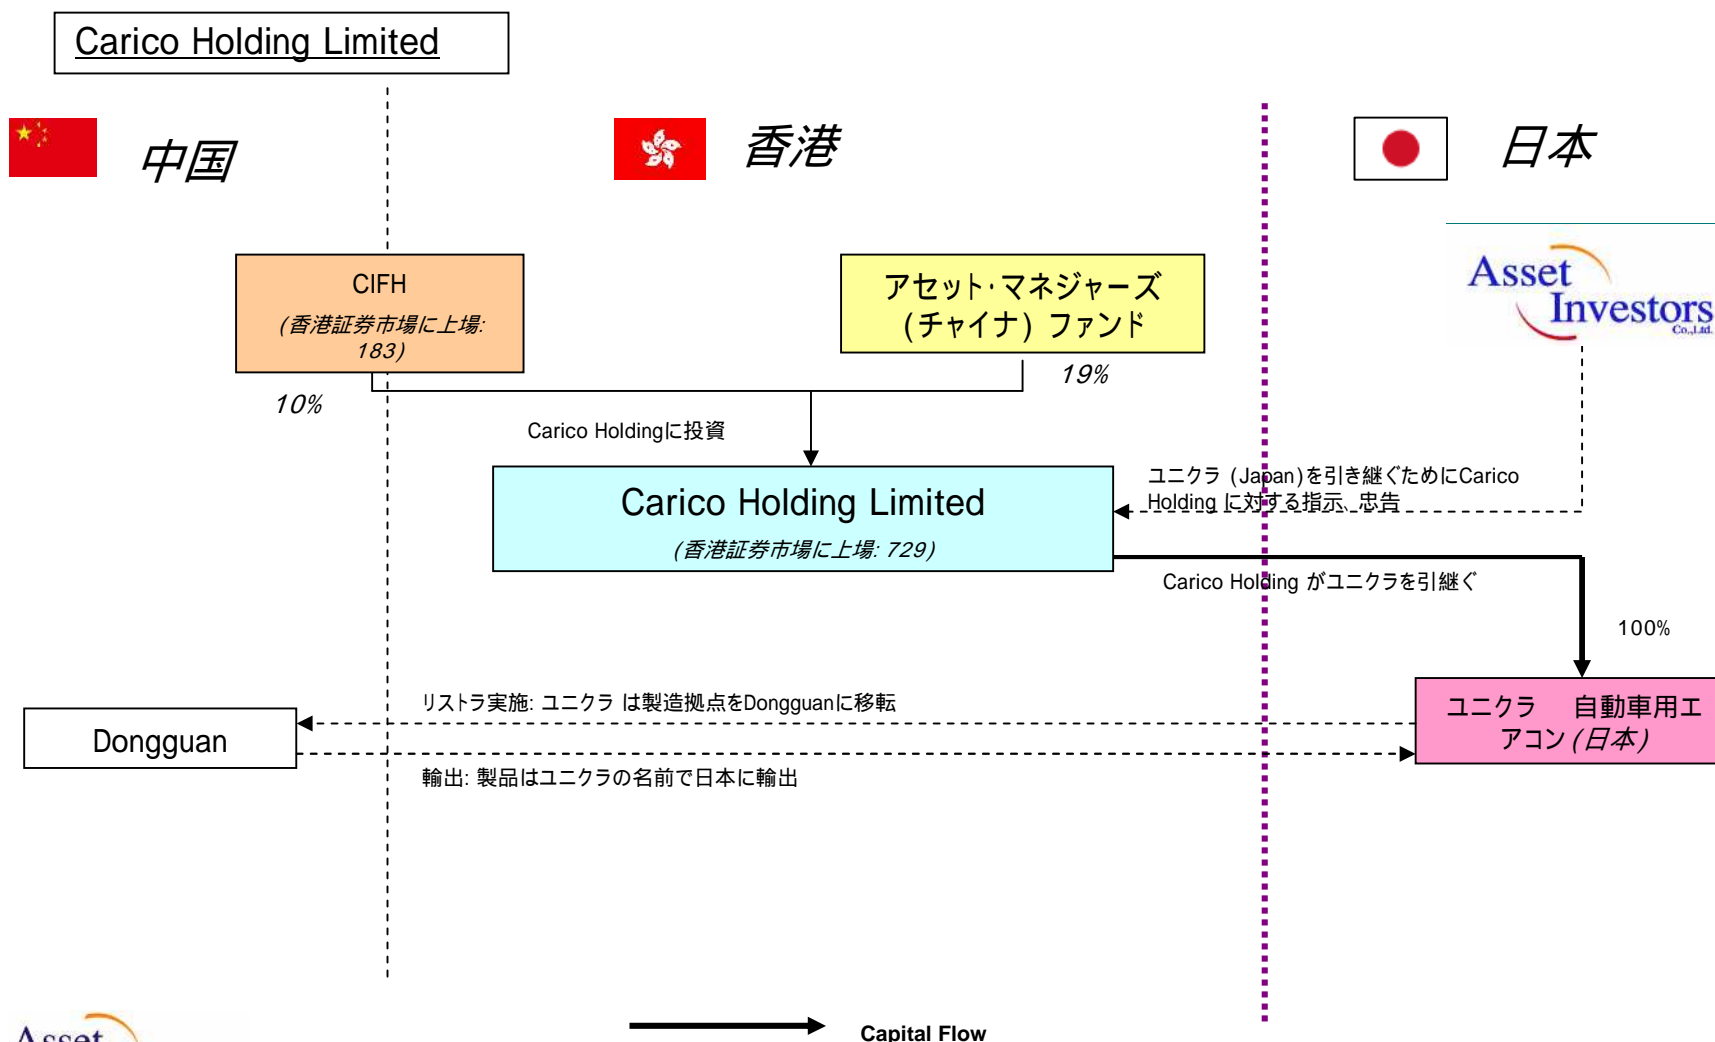 Carico Holding Limited
中国
香港
日本
Asset
Investors
Co.,Ltd.
CIFH
(香港証券市場に上場:
183)
アセット・マネジャーズ
(チャイナ) ファンド
10%
19%
Carico Holdingに投資
Carico Holding Limited
(香港証券市場に上場: 729)
ユニクラ (Japan)を引き継ぐためにCarico
Holding に対する指示、忠告
Carico Holding がユニクラを引継ぐ
100%
リストラ実施: ユニクラ は製造拠点をDongguanに移転
Dongguan
ユニクラ 自動車用エ
アコン (日本)
輸出: 製品はユニクラの名前で日本に輸出
Asset
Capital Flow